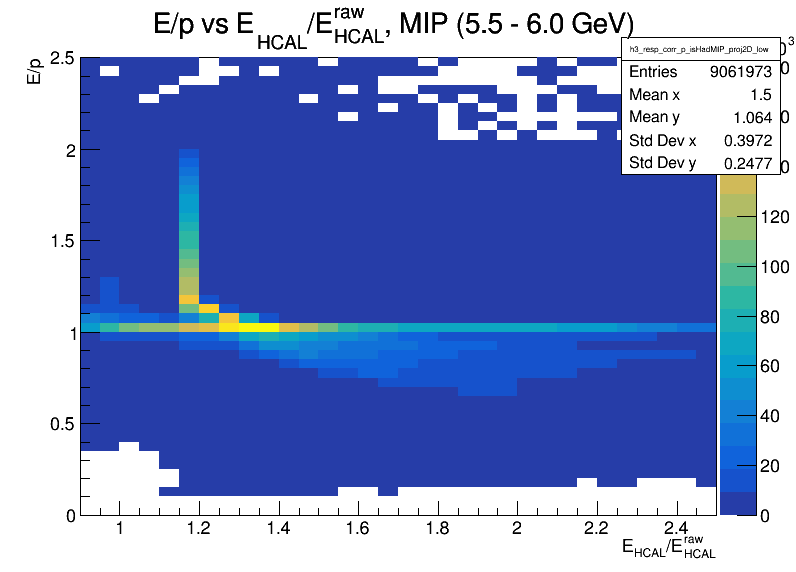 E/p vs E_HCAL/E_HCAL^raw, MIP (5.5 - 6.0 GeV)
h3_resp_corr_p_isHadMIP_proj2D_low
Entries 9061973
Mean x 1.5
Mean y 1.064
Std Dev x 0.3972
Std Dev y 0.2477
E/p
2.5
2
1.5
1
0.5
0
1 1.2 1.4 1.6 1.8 2 2.2 2.4
E_HCAL/E_HCAL^raw
120
100
80
60
40
20
0